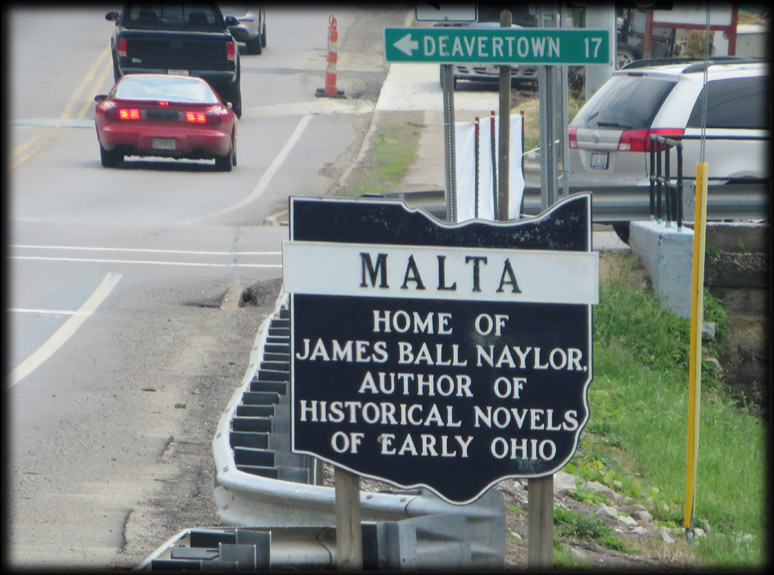 DEAVERTOWN 17
MALTA
HOME OF
JAMES BALL NAYLOR,
AUTHOR OF
HISTORICAL NOVELS
OF EARLY OHIO